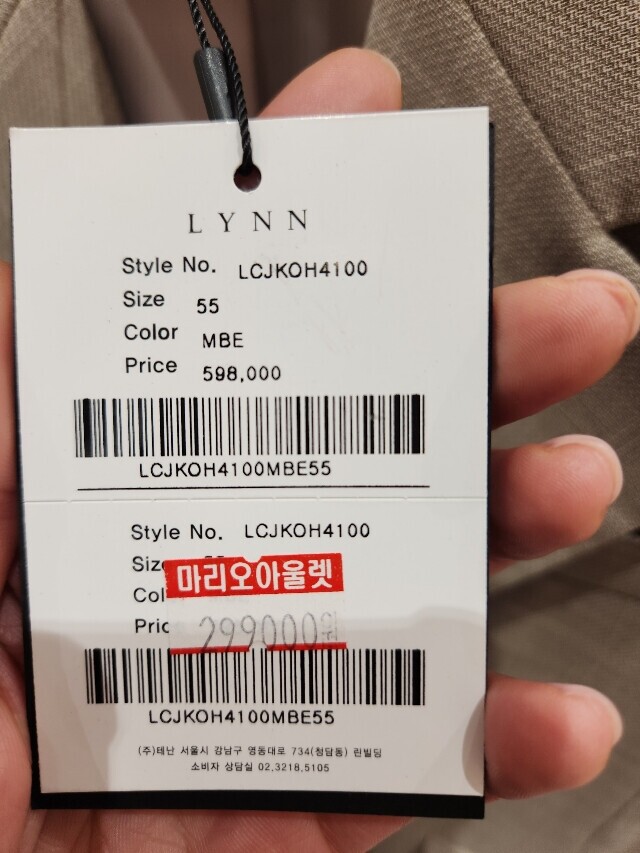 LYNN
Style No. LCJKOH4100
Size 55
Color MBE
Price 598,000
LCJKOH4100MBE55
Style No. LCJKOH4100
Size
마리오아울렛
Col
Pric 299000원
LCJKOH4100MBE55
(주)테난 서울시 강남구 영동대로 734(청담동) 린빌딩
소비자 상담실 02.3218.5105